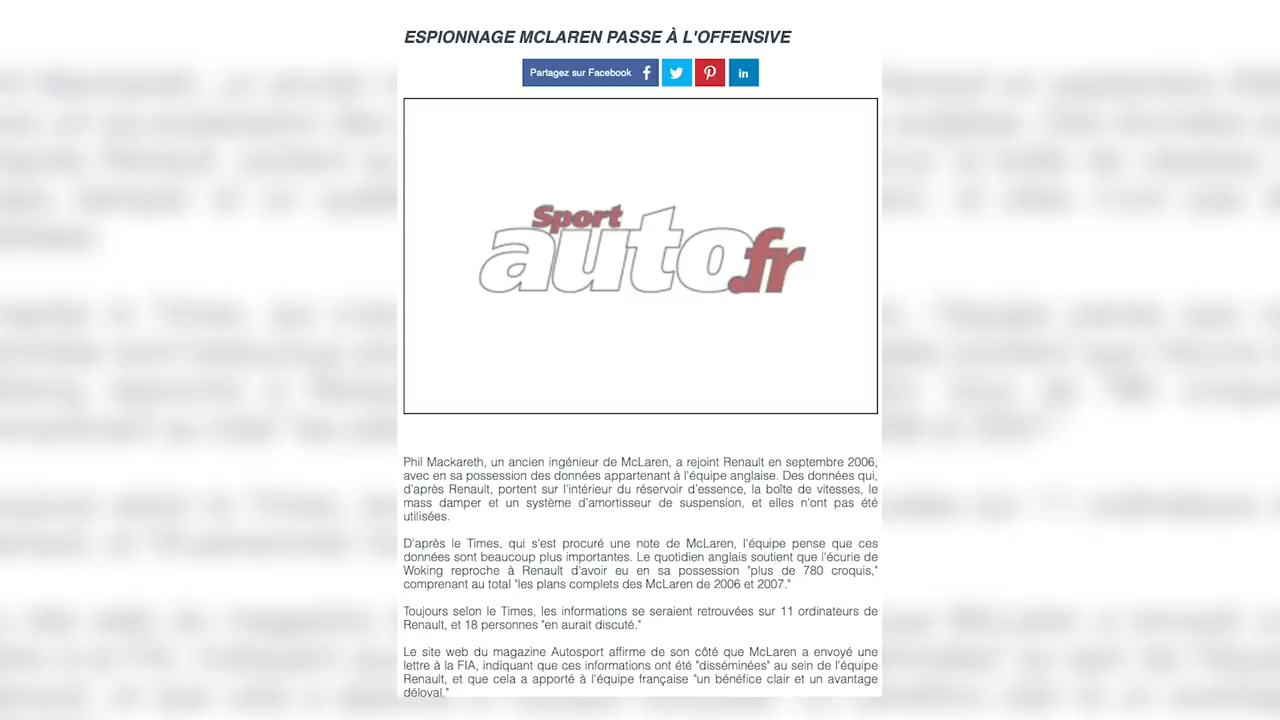 ESPIONNAGE MCLAREN PASSE À L'OFFENSIVE
Partagez sur Facebook
Sport
auto.fr
Phil Mackareth, un ancien ingénieur de McLaren, a rejoint Renault en septembre 2006,
avec en sa possession des données appartenant à l'équipe anglaise. Des données qui,
d'après Renault, portent sur l'intérieur du réservoir d'essence, la boîte de vitesses, le
mass damper et un système d'amortisseur de suspension, et elles n'ont pas été
utilisées.
D'après le Times, qui s'est procuré une note de McLaren, l'équipe pense que ces
données sont beaucoup plus importantes. Le quotidien anglais soutient que l'écurie de
Woking reproche à Renault d'avoir eu en sa possession "plus de 780 croquis,"
comprenant au total "les plans complets des McLaren de 2006 et 2007."
Toujours selon le Times, les informations se seraient retrouvées sur 11 ordinateurs de
Renault, et 18 personnes "en aurait discuté."
Le site web du magazine Autosport affirme de son côté que McLaren a envoyé une
lettre à la FIA, indiquant que ces informations ont été "disséminées" au sein de l'équipe
Renault, et que cela a apporté à l'équipe française "un bénéfice clair et un avantage
déloyal."